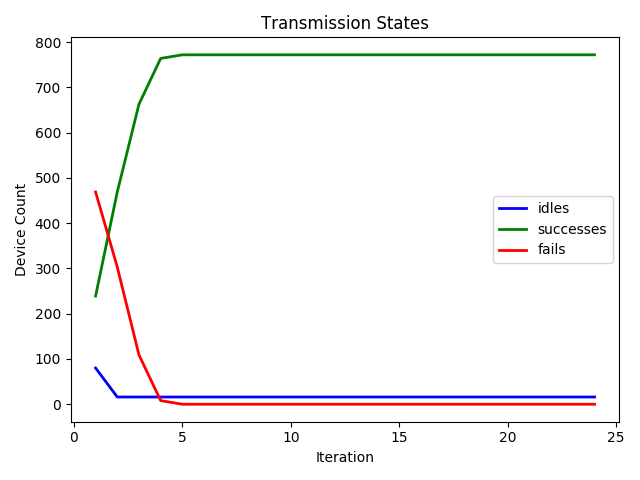 Transmission States
Device Count
800
700
600
500
400
300
200
100
0
idles
successes
fails
0 5 10 15 20 25
Iteration